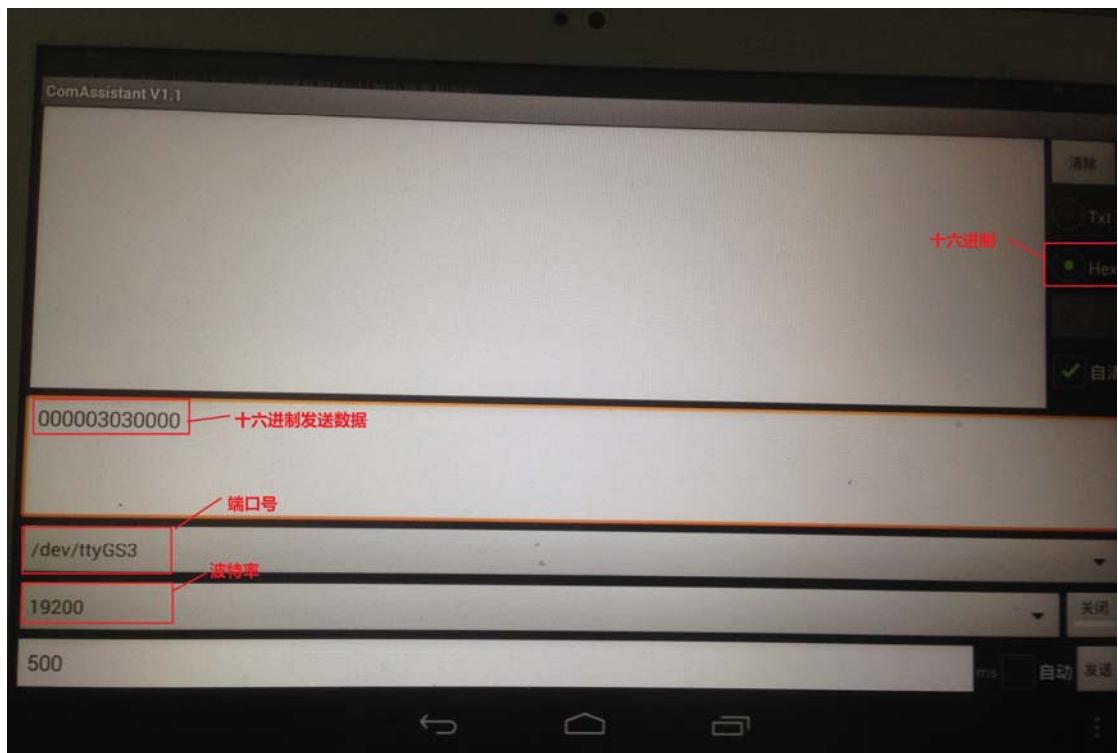 ComAssistant V1.1
清除
Txt
十六进制
Hex
自清
000003030000
十六进制发送数据
端口号
/dev/ttyGS3
波特率
19200
关闭
500
ms
自动
发送